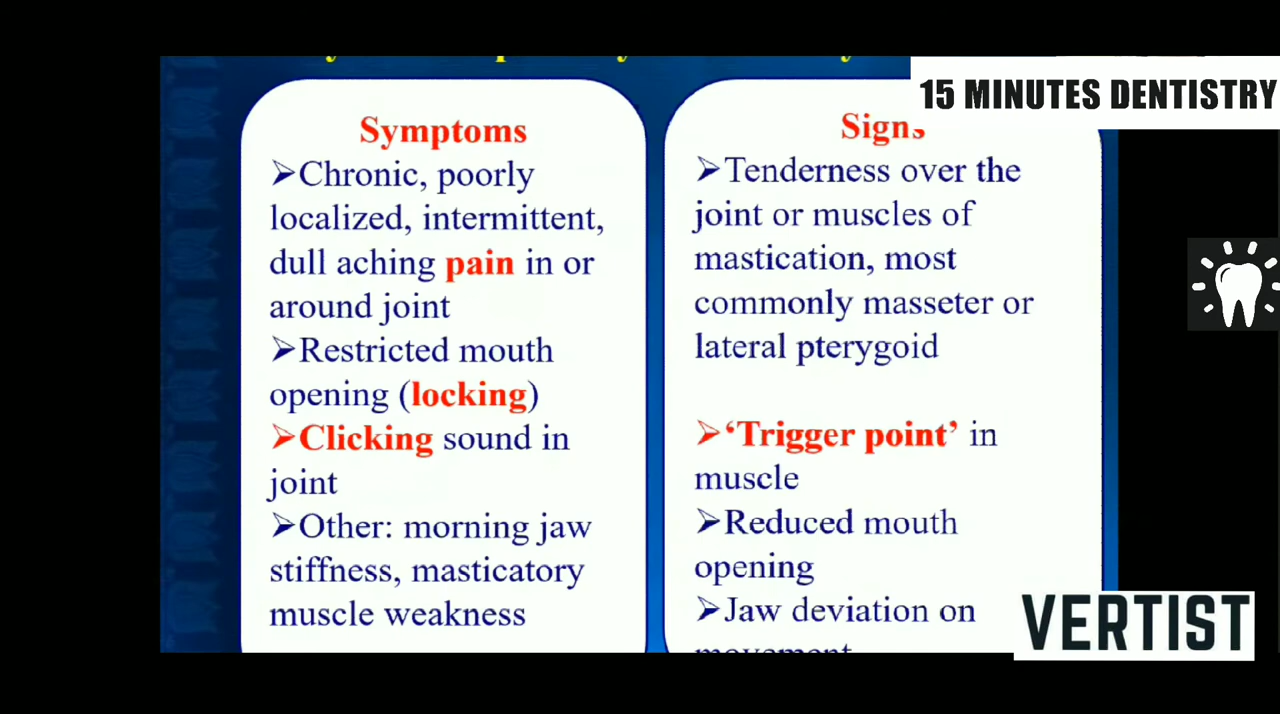 15 MINUTES DENTISTRY
Symptoms
➢Chronic, poorly
localized, intermittent,
dull aching pain in or
around joint
➢Restricted mouth
opening (locking)
➢Clicking sound in
joint
➢Other: morning jaw
stiffness, masticatory
muscle weakness
Signs
➢Tenderness over the
joint or muscles of
mastication, most
commonly masseter or
lateral pterygoid
➢‘Trigger point’ in
muscle
➢Reduced mouth
opening
➢Jaw deviation on
movement
VERTIST